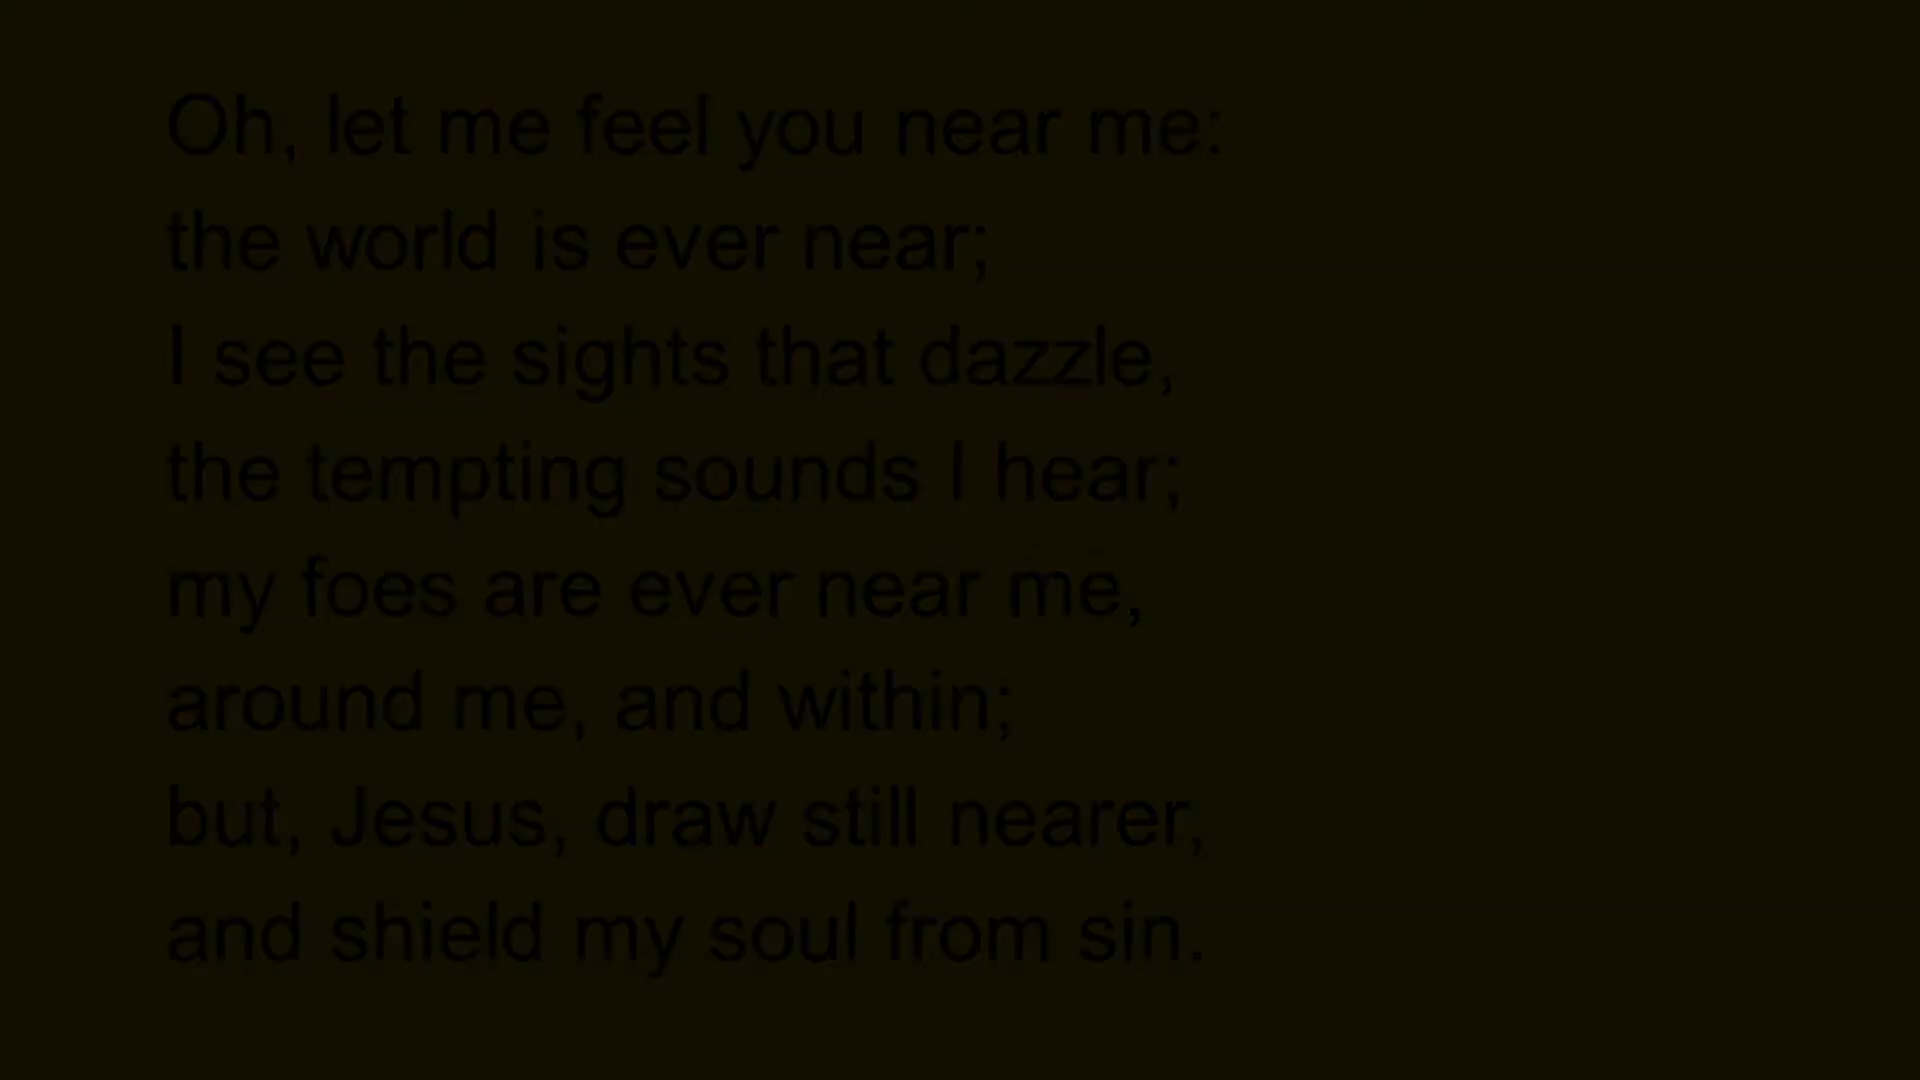 Oh, let me feel you near me:
the world is ever near;
I see the sights that dazzle,
the tempting sounds I hear;
my foes are ever near me,
around me, and within;
but, Jesus, draw still nearer,
and shield my soul from sin.